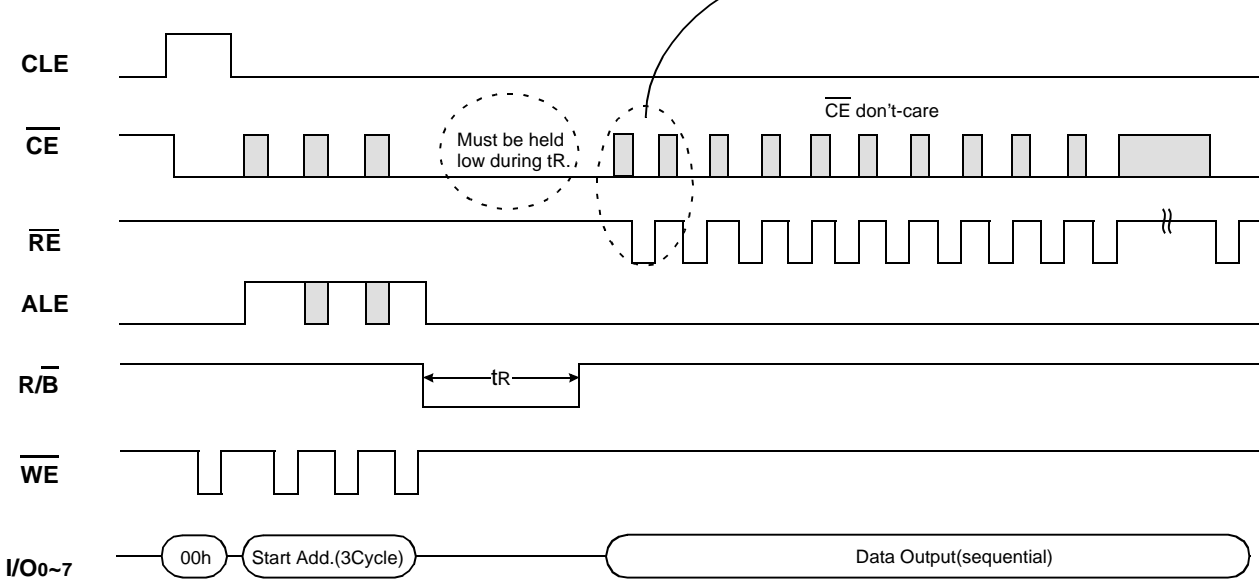 CLE
CE don't-care
CE
Must be held
low during tR.
RE
ALE
R/B
tR
WE
I/O0~7
00h
Start Add.(3Cycle)
Data Output(sequential)